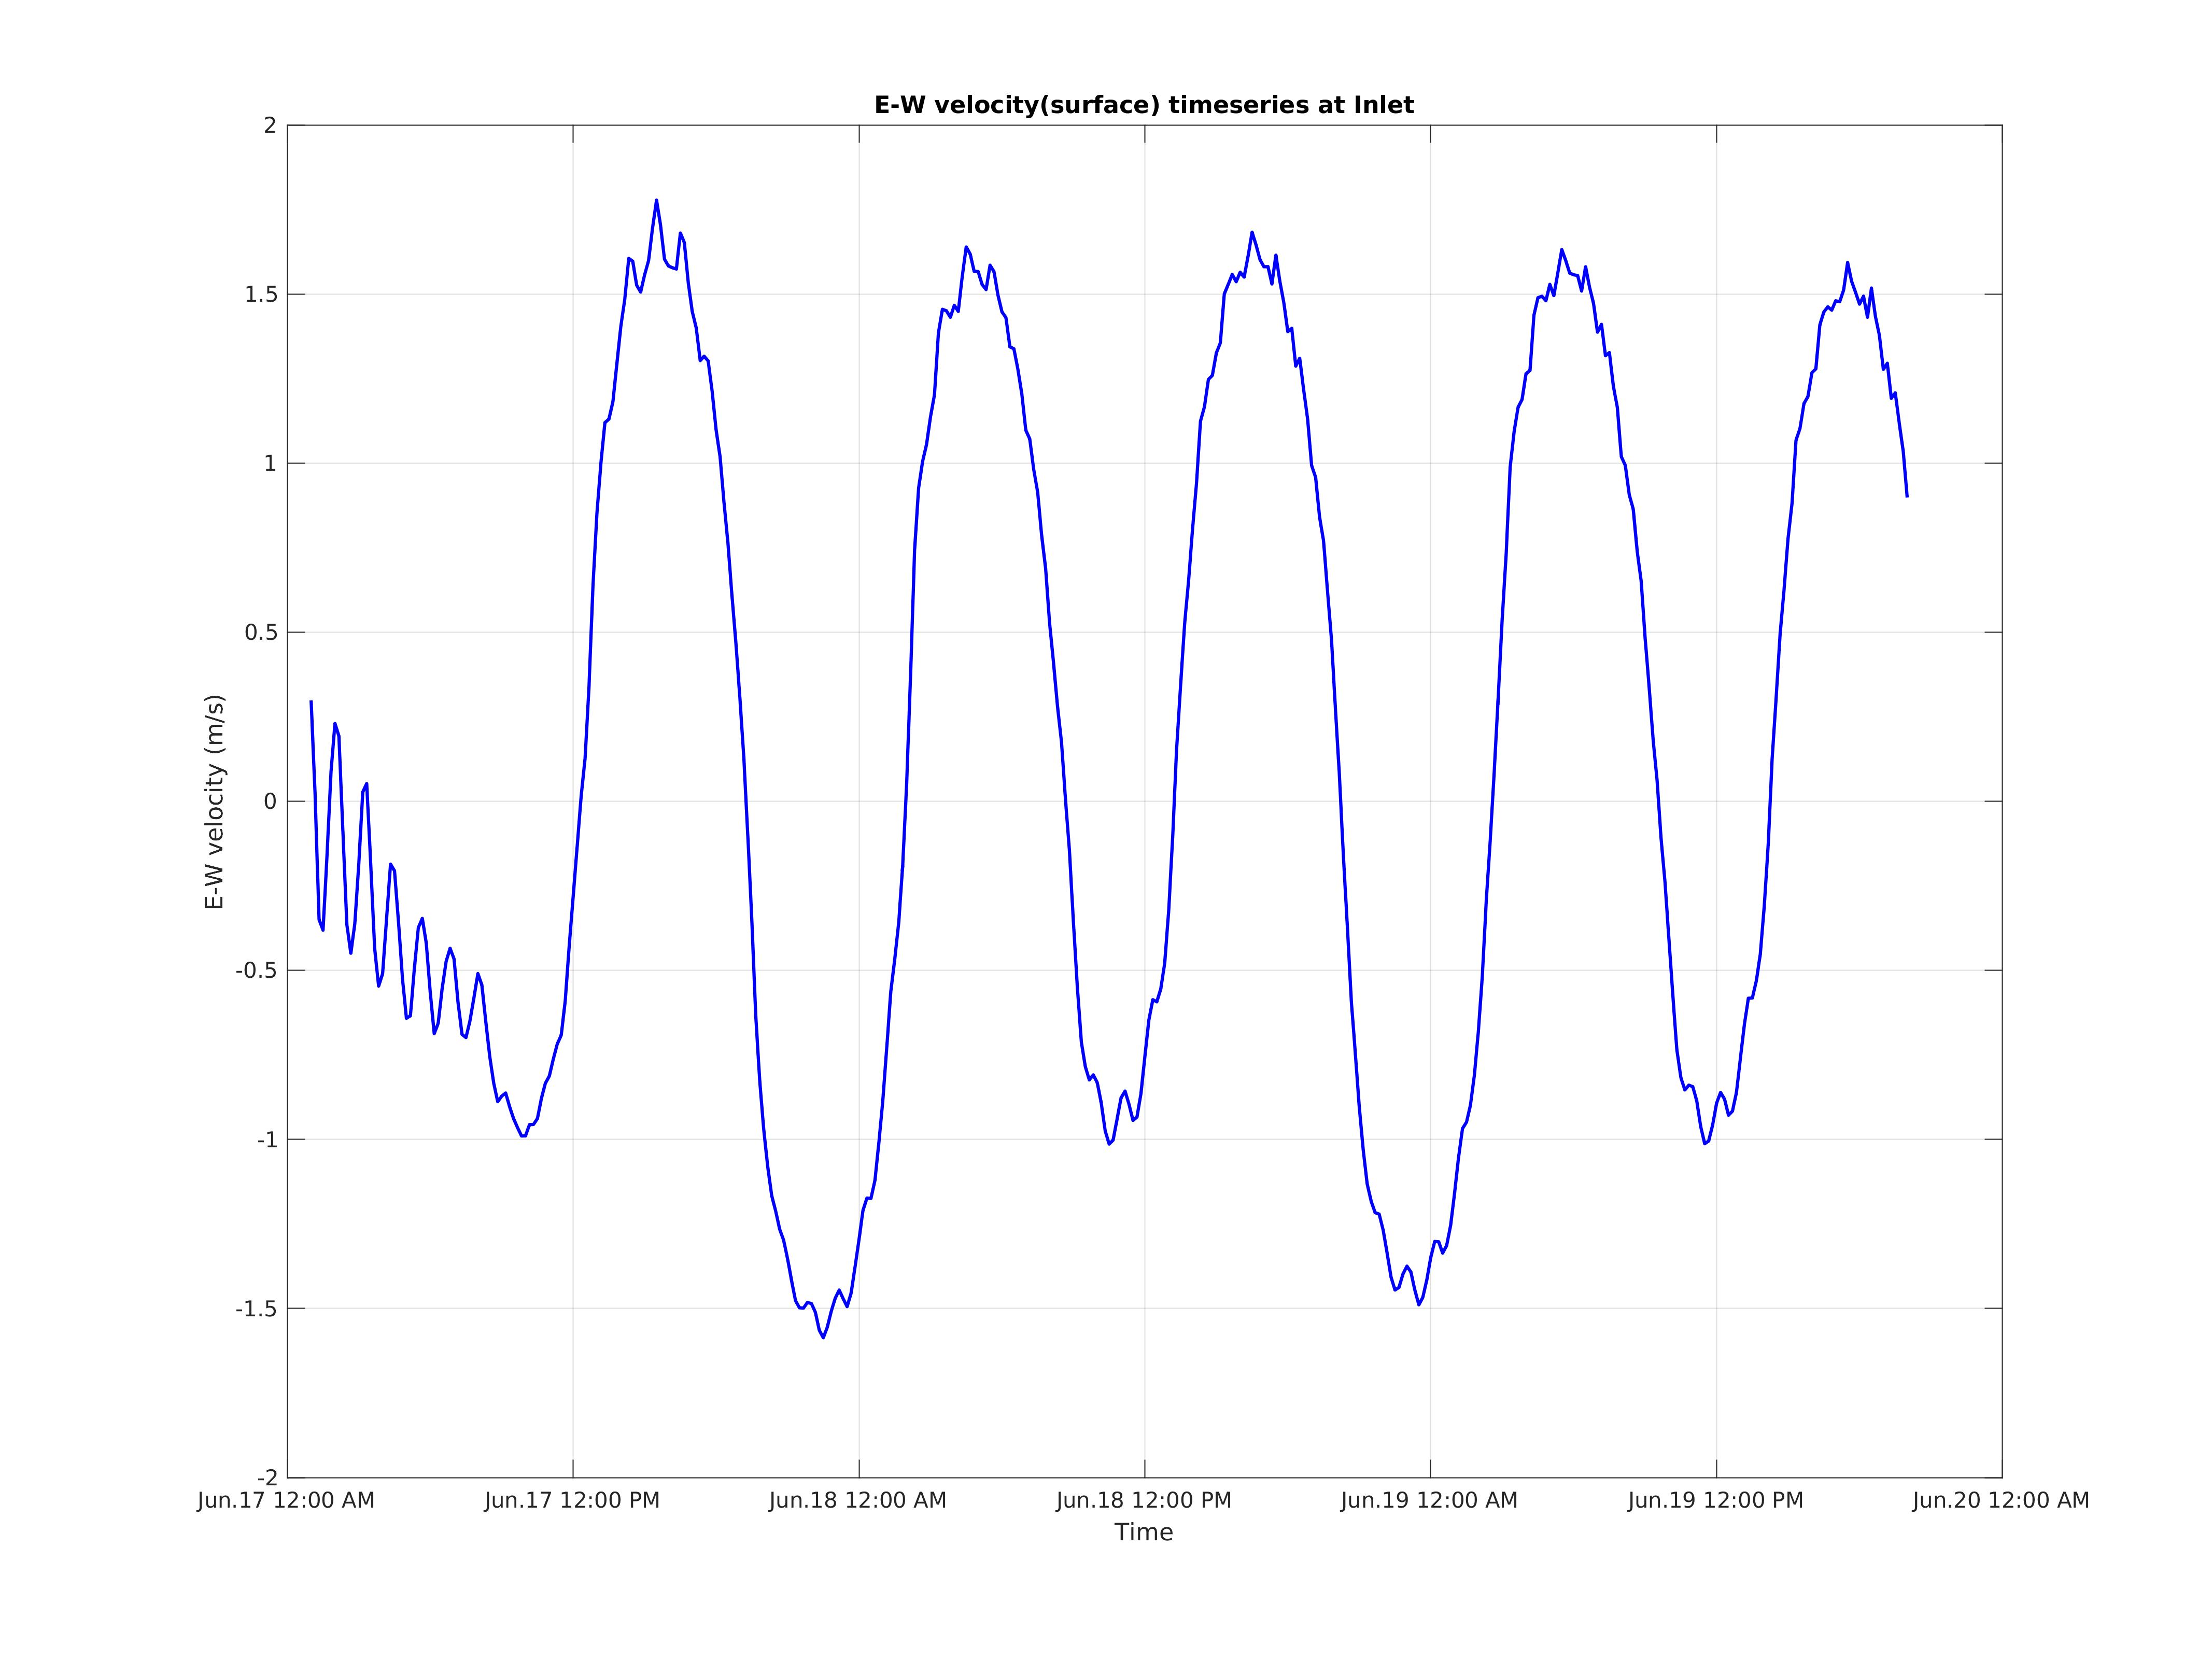 E-W velocity(surface) timeseries at Inlet
2
1.5
1
0.5
0
-0.5
-1
-1.5
-2
E-W velocity (m/s)
Jun.17 12:00 AM Jun.17 12:00 PM Jun.18 12:00 AM Jun.18 12:00 PM Jun.19 12:00 AM Jun.19 12:00 PM Jun.20 12:00 AM
Time